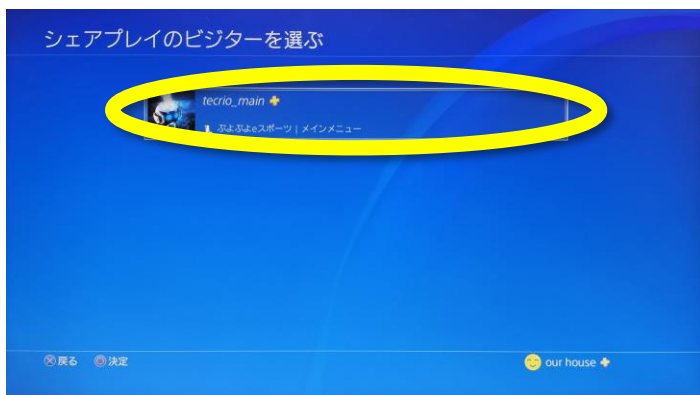 シェアプレイのビジターを選ぶ
tecrio_main
ぷよぷよeスポーツ | メインメニュー
戻る 決定
our house